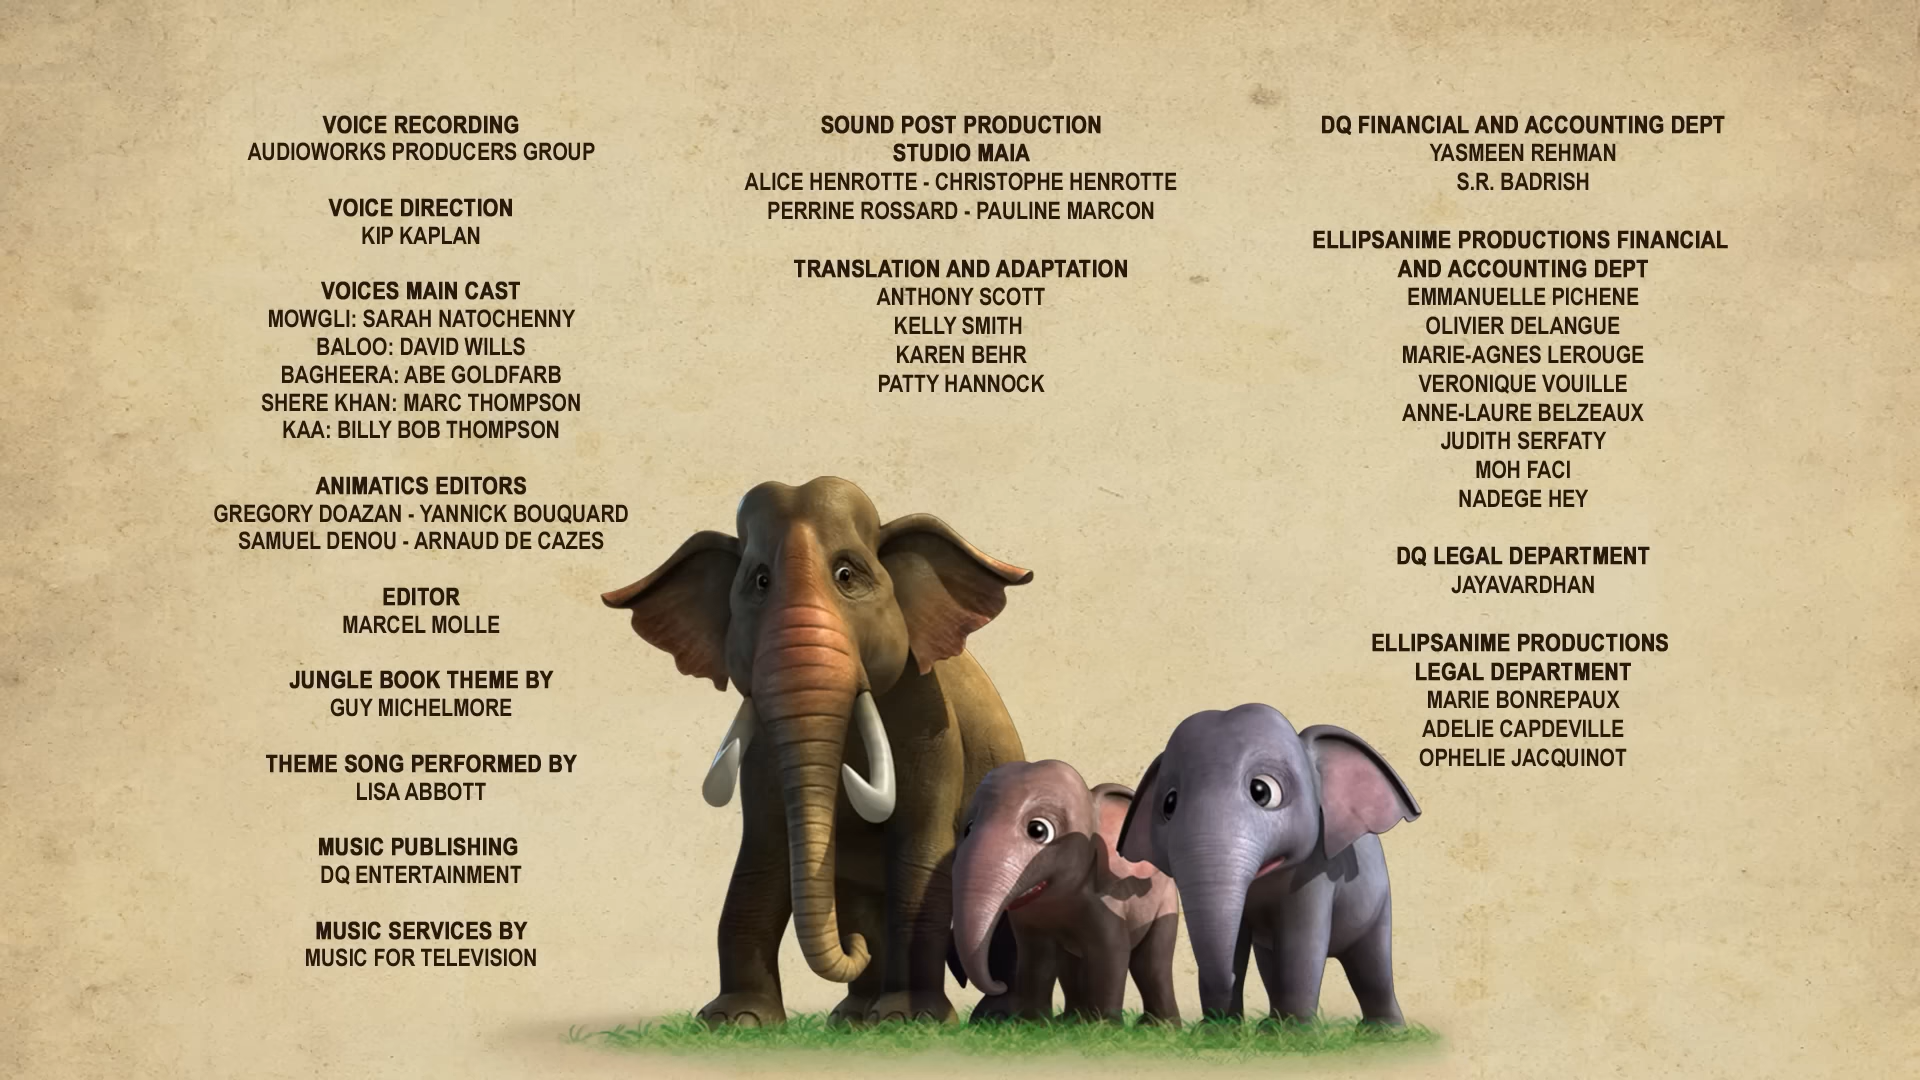 VOICE RECORDING
AUDIOWORKS PRODUCERS GROUP
VOICE DIRECTION
KIP KAPLAN
VOICES MAIN CAST
MOWGLI: SARAH NATOCHENNY
BALOO: DAVID WILLS
BAGHEERA: ABE GOLDFARB
SHERE KHAN: MARC THOMPSON
KAA: BILLY BOB THOMPSON
ANIMATICS EDITORS
GREGORY DOAZAN - YANNICK BOUQUARD
SAMUEL DENOU - ARNAUD DE CAZES
EDITOR
MARCEL MOLLE
JUNGLE BOOK THEME BY
GUY MICHELMORE
THEME SONG PERFORMED BY
LISA ABBOTT
MUSIC PUBLISHING
DQ ENTERTAINMENT
MUSIC SERVICES BY
MUSIC FOR TELEVISION
SOUND POST PRODUCTION
STUDIO MAIA
ALICE HENROTTE - CHRISTOPHE HENROTTE
PERRINE ROSSARD - PAULINE MARCON
TRANSLATION AND ADAPTATION
ANTHONY SCOTT
KELLY SMITH
KAREN BEHR
PATTY HANNOCK
DQ FINANCIAL AND ACCOUNTING DEPT
YASMEEN REHMAN
S.R. BADRISH
ELLIPSANIME PRODUCTIONS FINANCIAL
AND ACCOUNTING DEPT
EMMANUELLE PICHENE
OLIVIER DELANGUE
MARIE-AGNES LEROUGE
VERONIQUE VOUILLE
ANNE-LAURE BELZEAUX
JUDITH SERFATY
MOH FACI
NADEGE HEY
DQ LEGAL DEPARTMENT
JAYAVARDHAN
ELLIPSANIME PRODUCTIONS
LEGAL DEPARTMENT
MARIE BONREPAUX
ADELIE CAPDEVILLE
OPHELIE JACQUINOT